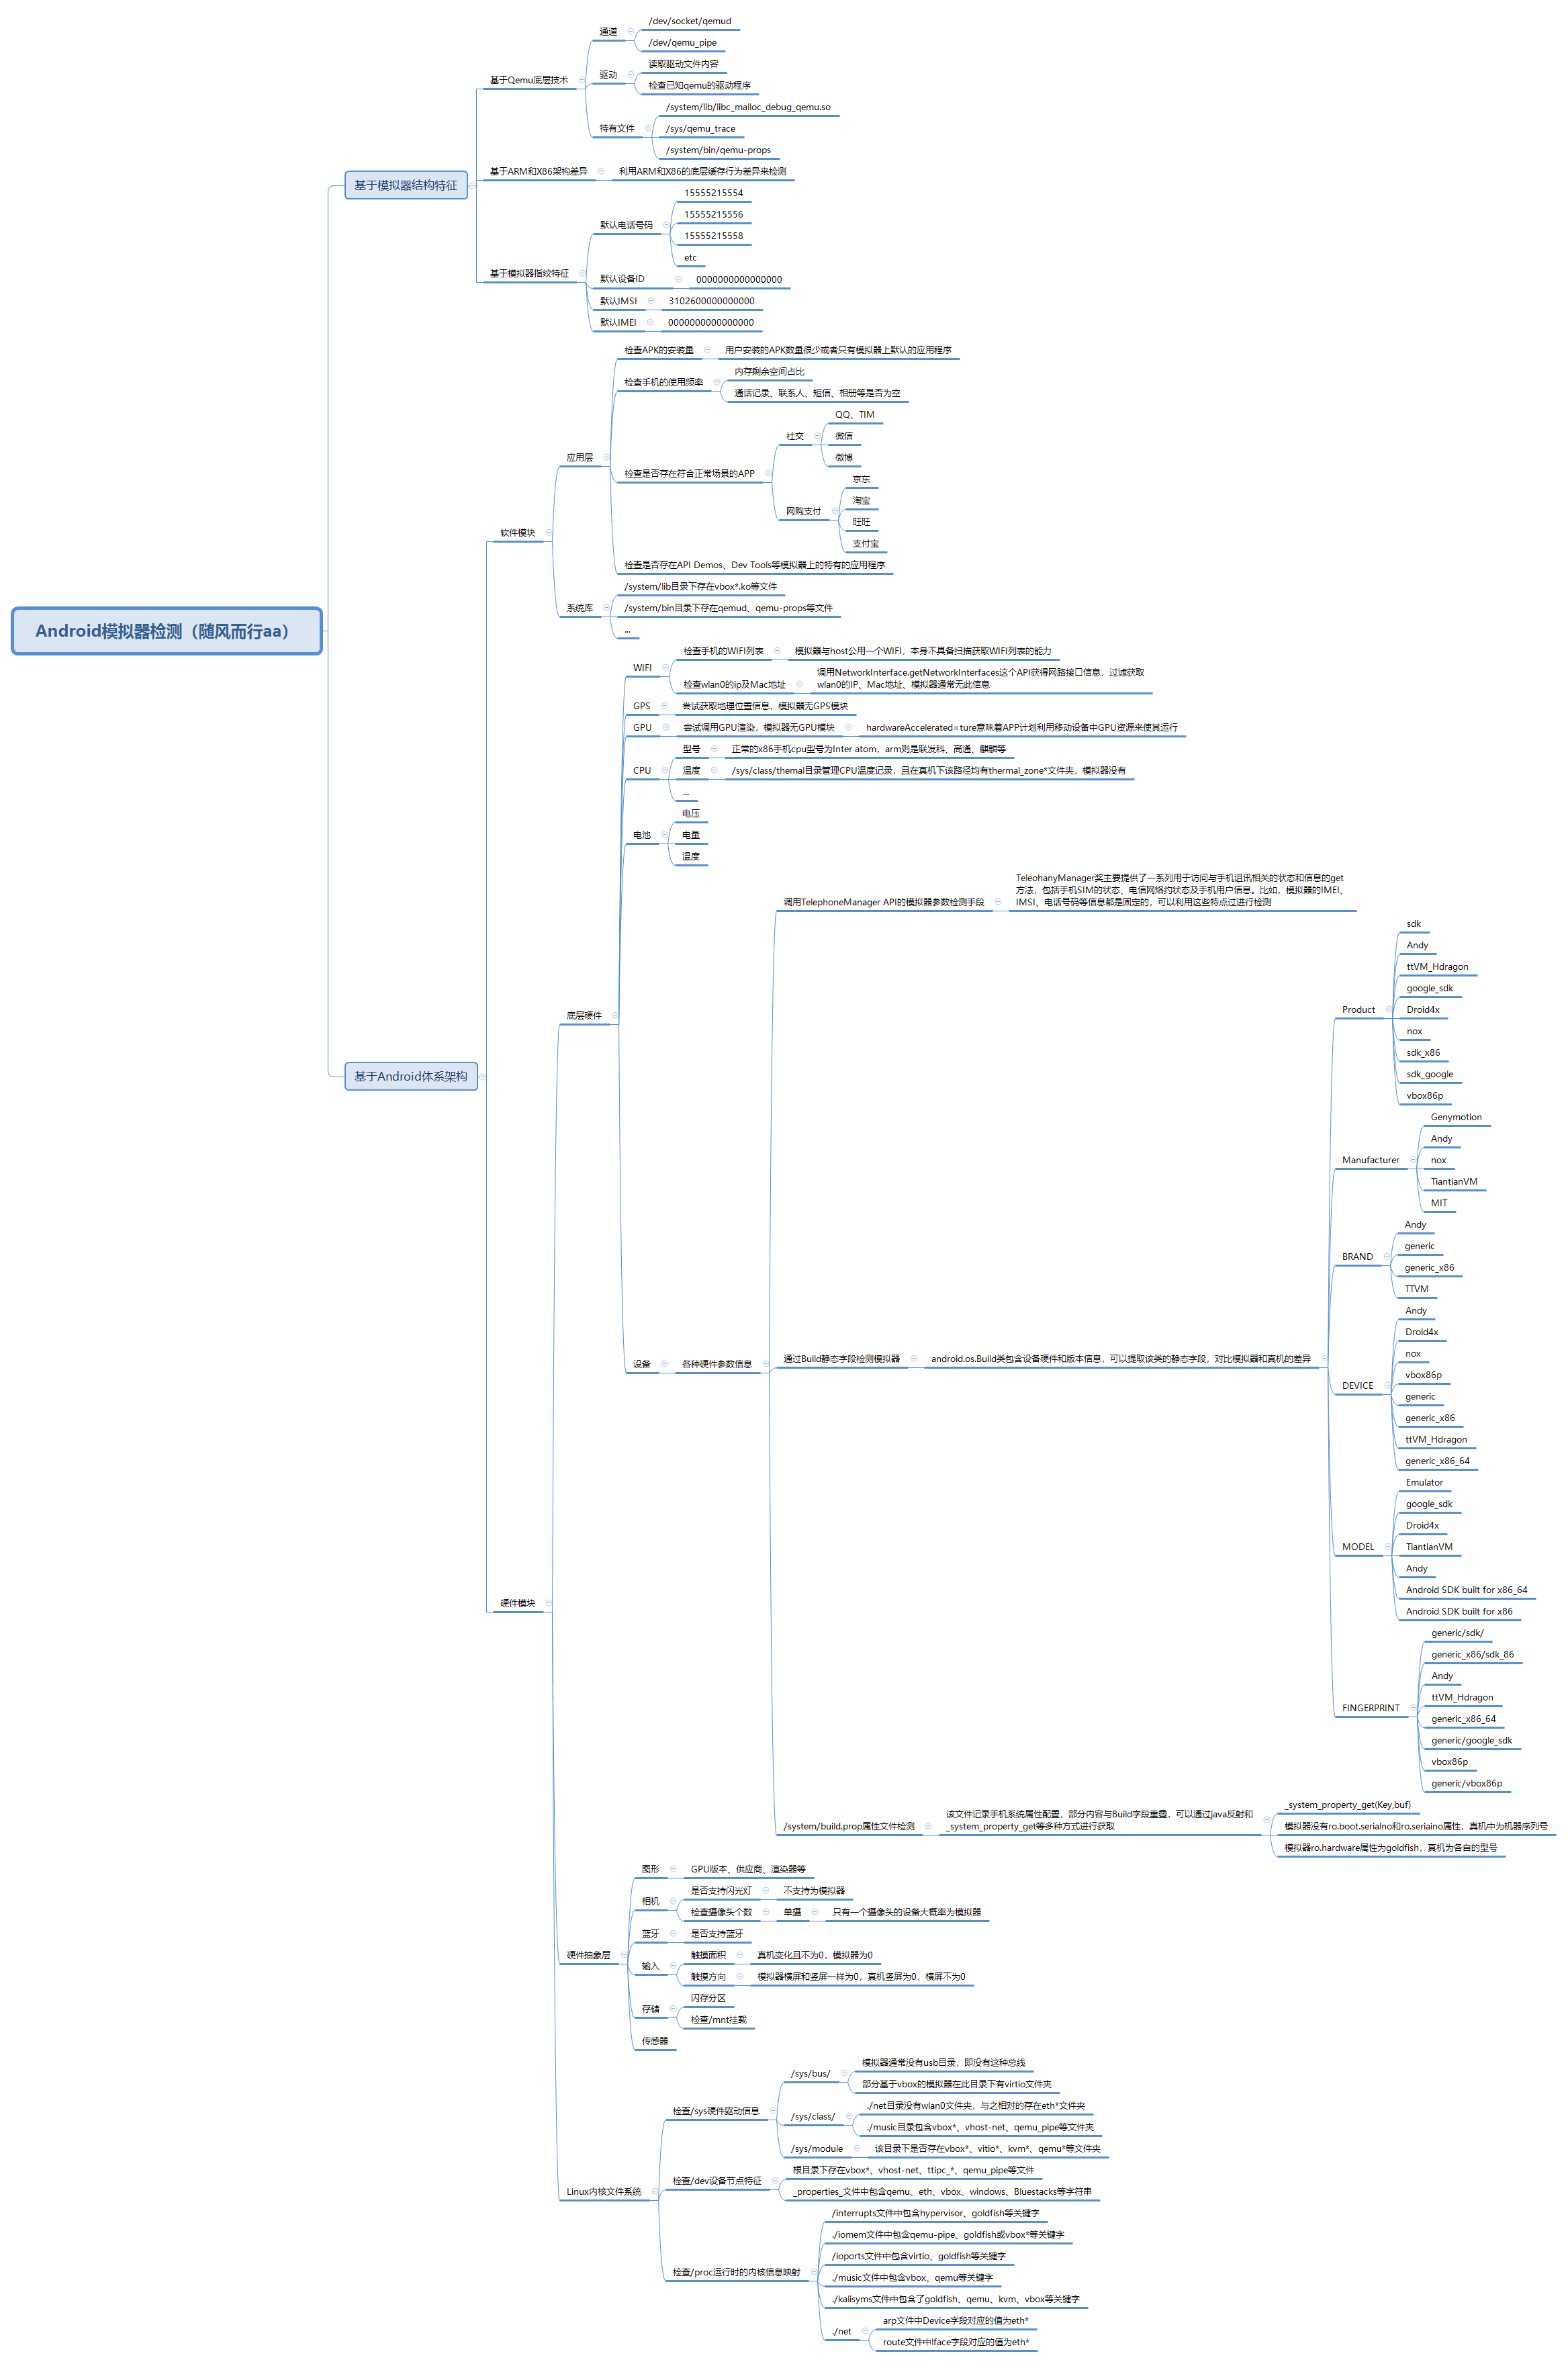 Android模拟器检测（随风而行aa）
基于模拟器结构特征
基于Qemu底层技术
通道
/dev/socket/qemud
/dev/qemu_pipe
驱动
读取驱动文件内容
检查已知qemu的驱动程序
特有文件
/system/lib/libc_malloc_debug_qemu.so
/sys/qemu_trace
/system/bin/qemu-props
基于ARM和X86架构差异
利用ARM和X86的底层缓存行为差异来检测
基于模拟器指纹特征
默认电话号码
15555215554
15555215556
15555215558
etc
默认设备ID
0000000000000000
默认IMSI
3102600000000000
默认IMEI
0000000000000000
基于Android体系架构
软件模块
应用层
检查APK的安装量
用户安装的APK数量很少或者只有模拟器上默认的应用程序
检查手机的使用频率
内存剩余空间占比
通话记录、联系人、短信、相册等是否为空
检查是否存在符合正常场景的APP
社交
QQ、TIM
微信
微博
网购支付
京东
淘宝
旺旺
支付宝
检查是否存在API Demos、Dev Tools等模拟器上的特有的应用程序
系统库
/system/lib目录下存在vbox*.ko等文件
/system/bin目录下存在qemud、qemu-props等文件
...
硬件模块
底层硬件
WIFI
检查手机的WIFI列表
模拟器与host公用一个WIFI，本身不具备扫描获取WIFI列表的能力
检查wlan0的ip及Mac地址
调用NetworkInterface.getNetworkInterfaces这个API获得网路接口信息，过滤获取
wlan0的IP、Mac地址、模拟器通常无此信息
GPS
尝试获取地理位置信息，模拟器无GPS模块
GPU
尝试调用GPU渲染，模拟器无GPU模块
hardwareAccelerated=ture意味着APP计划利用移动设备中GPU资源来使其运行
CPU
型号
正常的x86手机cpu型号为Inter atom，arm则是联发科、高通、麒麟等
温度
/sys/class/themal目录管理CPU温度记录，且在真机下该路径均有thermal_zone*文件夹，模拟器没有
...
电池
电压
电量
温度
设备
各种硬件参数信息
调用TelephoneManager API的模拟器参数检测手段
TeleohanyManager奖主要提供了一系列用于访问与手机诅讯相关的状态和信息的get
方法，包括手机SIM的状态、电信网络约状态及手机用户信息。比如，模拟器的IMEI、
IMSI、电话号码等信息都是固定的，可以利用这些特点过进行检测
通过Build静态字段检测模拟器
android.os.Build类包含设备硬件和版本信息，可以提取该类的静态字段，对比模拟器和真机的差异
Product
sdk
Andy
ttVM_Hdragon
google_sdk
Droid4x
nox
sdk_x86
sdk_google
vbox86p
Manufacturer
Genymotion
Andy
nox
TiantianVM
MIT
BRAND
Andy
generic
generic_x86
TTVM
DEVICE
Andy
Droid4x
nox
vbox86p
generic
generic_x86
ttVM_Hdragon
generic_x86_64
MODEL
Emulator
google_sdk
Droid4x
TiantianVM
Andy
Android SDK built for x86_64
Android SDK built for x86
FINGERPRINT
generic/sdk/
generic_x86/sdk_86
Andy
ttVM_Hdragon
generic_x86_64
generic/google_sdk
vbox86p
generic/vbox86p
/system/build.prop属性文件检测
该文件记录手机系统属性配置，部分内容与Build字段重叠，可以通过java反射和
_system_property_get等多种方式进行获取
_system_property_get(Key,buf)
模拟器没有ro.boot.serialno和ro.seriaino属性，真机中为机器序列号
模拟器ro.hardware属性为goldfish，真机为各自的型号
硬件抽象层
图形
GPU版本、供应商、渲染器等
相机
是否支持闪光灯
不支持为模拟器
检查摄像头个数
单摄
只有一个摄像头的设备大概率为模拟器
蓝牙
是否支持蓝牙
输入
触摸面积
真机变化且不为0，模拟器为0
触摸方向
模拟器横屏和竖屏一样为0，真机竖屏为0，横屏不为0
存储
闪存分区
检查/mnt挂载
传感器
Linux内核文件系统
检查/sys硬件驱动信息
/sys/bus/
模拟器通常没有usb目录，即没有这种总线
部分基于vbox的模拟器在此目录下有virtio文件夹
/sys/class/
./net目录没有wlan0文件夹，与之相对的存在eth*文件夹
./music目录包含vbox*、vhost-net、qemu_pipe等文件夹
/sys/module
该目录下是否存在vbox*、vitio*、kvm*、qemu*等文件夹
检查/dev设备节点特征
根目录下存在vbox*、vhost-net、ttipc_*、qemu_pipe等文件
_properties_文件中包含qemu、eth、vbox、windows、Bluestacks等字符串
检查/proc运行时的内核信息映射
/interrupts文件中包含hypervisor、goldfish等关键字
./iomem文件中包含qemu-pipe、goldfish或vbox*等关键字
/ioports文件中包含virtio、goldfish等关键字
./music文件中包含vbox、qemu等关键字
./kalisyms文件中包含了goldfish、qemu、kvm、vbox等关键字
./net
arp文件中Device字段对应的值为eth*
route文件中Iface字段对应的值为eth*